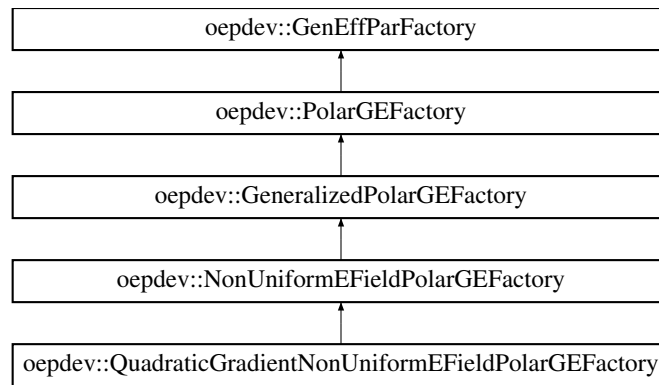 oepdev::GenEffParFactory
oepdev::PolarGEFactory
oepdev::GeneralizedPolarGEFactory
oepdev::NonUniformEFieldPolarGEFactory
oepdev::QuadraticGradientNonUniformEFieldPolarGEFactory